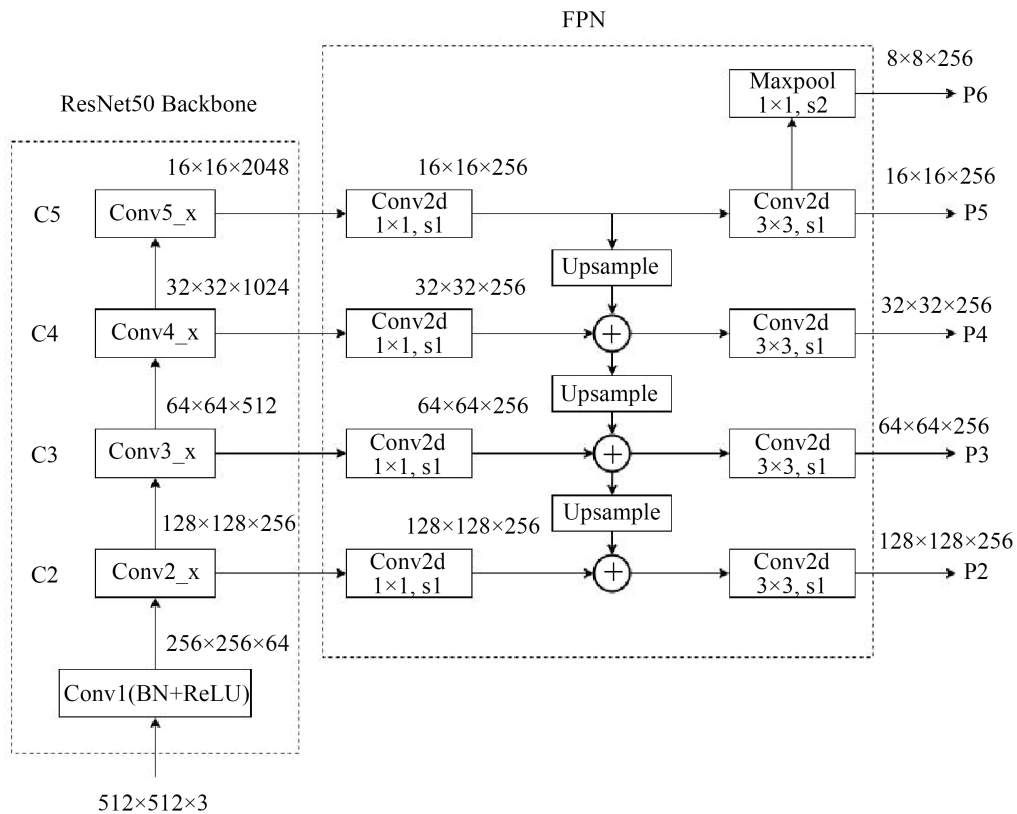 FPN
ResNet50 Backbone
8×8×256
Maxpool
1×1, s2
P6
16×16×2048
16×16×256
16×16×256
C5
Conv5_x
Conv2d
1×1, s1
Conv2d
3×3, s1
P5
Upsample
32×32×1024
32×32×256
32×32×256
C4
Conv4_x
Conv2d
1×1, s1
Conv2d
3×3, s1
P4
Upsample
64×64×512
64×64×256
64×64×256
C3
Conv3_x
Conv2d
1×1, s1
Conv2d
3×3, s1
P3
Upsample
128×128×256
128×128×256
128×128×256
C2
Conv2_x
Conv2d
1×1, s1
Conv2d
3×3, s1
P2
256×256×64
Conv1(BN+ReLU)
512×512×3